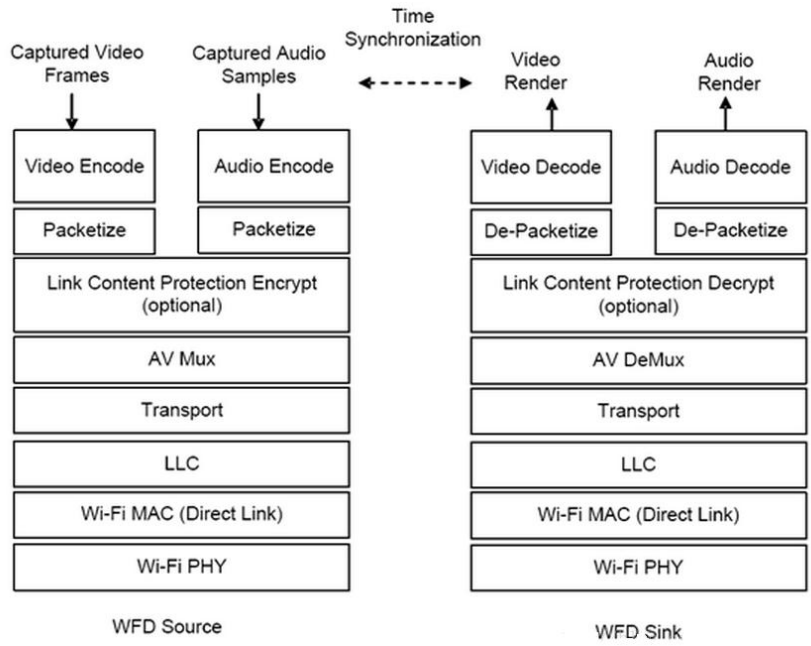 Time
Synchronization
Captured Video
Frames
Captured Audio
Samples
Video
Render
Audio
Render
Video Encode
Audio Encode
Video Decode
Audio Decode
Packetize
Packetize
De-Packetize
De-Packetize
Link Content Protection Encrypt
(optional)
Link Content Protection Decrypt
(optional)
AV Mux
AV DeMux
Transport
Transport
LLC
LLC
Wi-Fi MAC (Direct Link)
Wi-Fi MAC (Direct Link)
Wi-Fi PHY
Wi-Fi PHY
WFD Source
WFD Sink